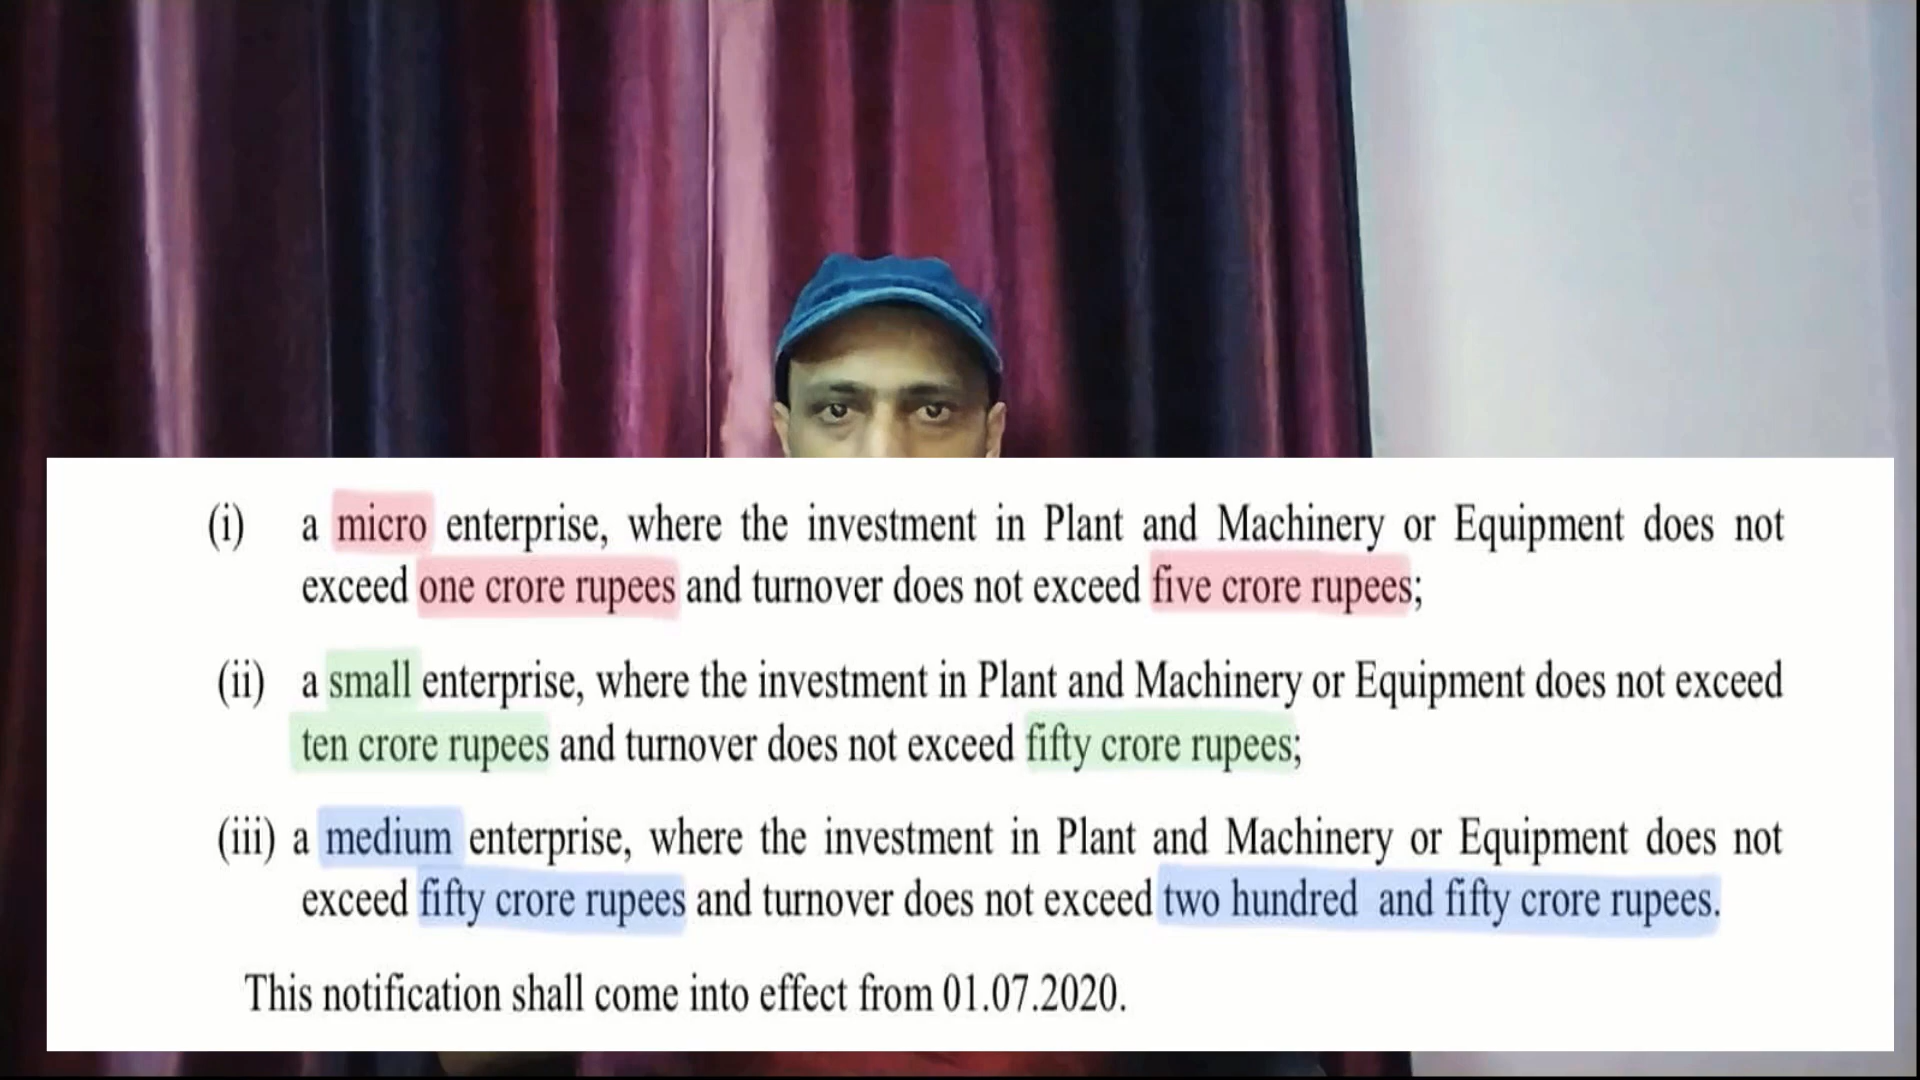 (i) a micro enterprise, where the investment in Plant and Machinery or Equipment does not
exceed one crore rupees and turnover does not exceed five crore rupees;
(ii) a small enterprise, where the investment in Plant and Machinery or Equipment does not exceed
ten crore rupees and turnover does not exceed fifty crore rupees;
(iii) a medium enterprise, where the investment in Plant and Machinery or Equipment does not
exceed fifty crore rupees and turnover does not exceed two hundred and fifty crore rupees.
This notification shall come into effect from 01.07.2020.